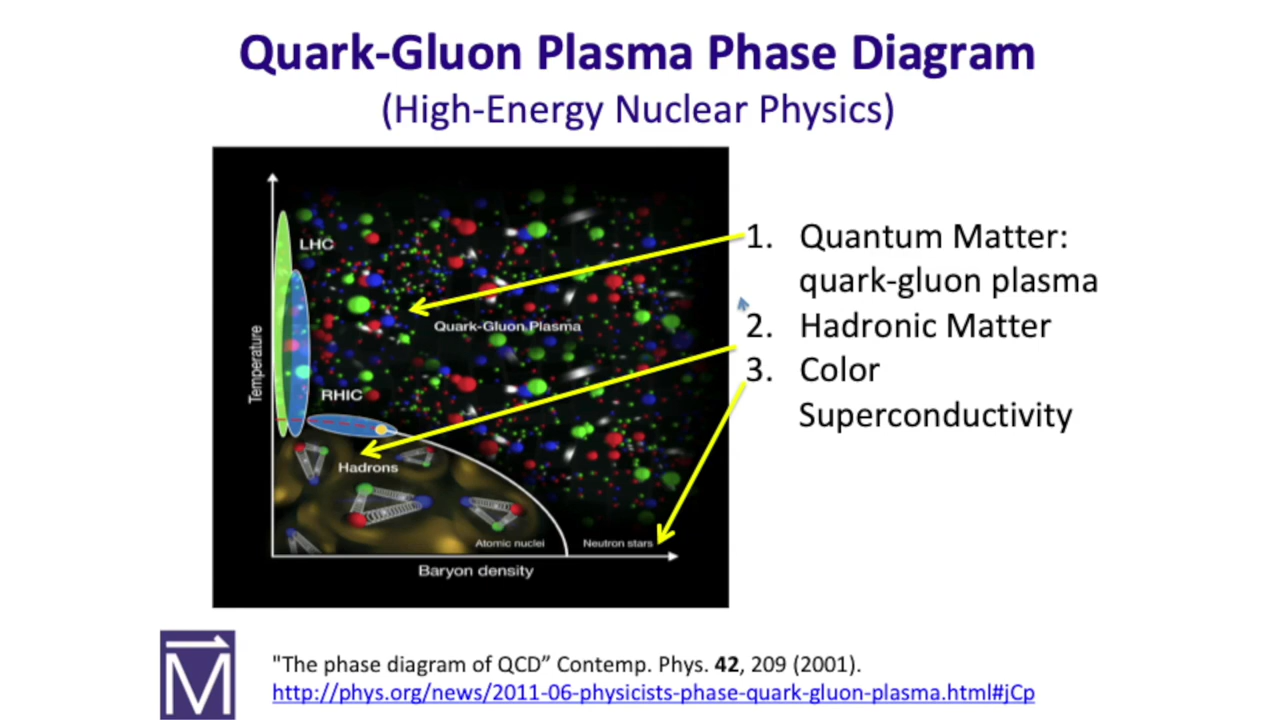 Quark-Gluon Plasma Phase Diagram
(High-Energy Nuclear Physics)
LHC
Quark-Gluon Plasma
Temperature
RHIC
Hadrons
Atomic nuclei
Neutron stars
Baryon density
1. Quantum Matter:
quark-gluon plasma
2. Hadronic Matter
3. Color
Superconductivity
M
"The phase diagram of QCD” Contemp. Phys. 42, 209 (2001).
http://phys.org/news/2011-06-physicists-phase-quark-gluon-plasma.html#jCp